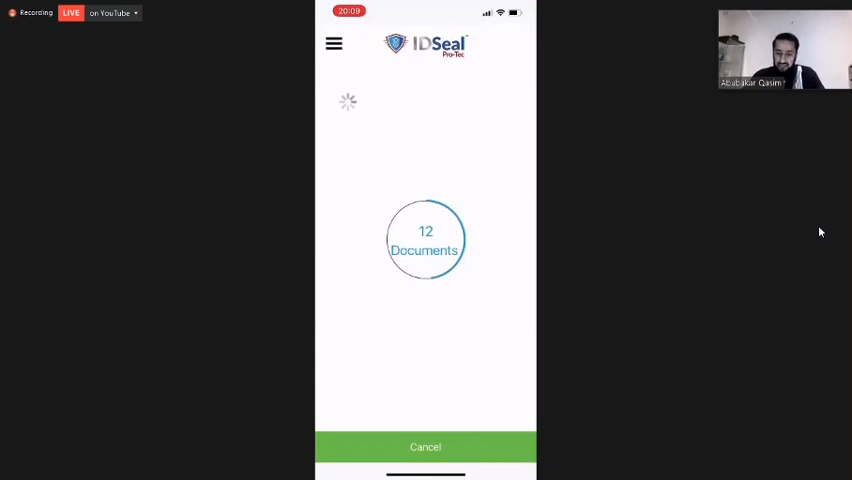 Recording
LIVE on YouTube
20:09
IDSeal
Pro-Tec
12
Documents
Cancel
Abubakar Qasim